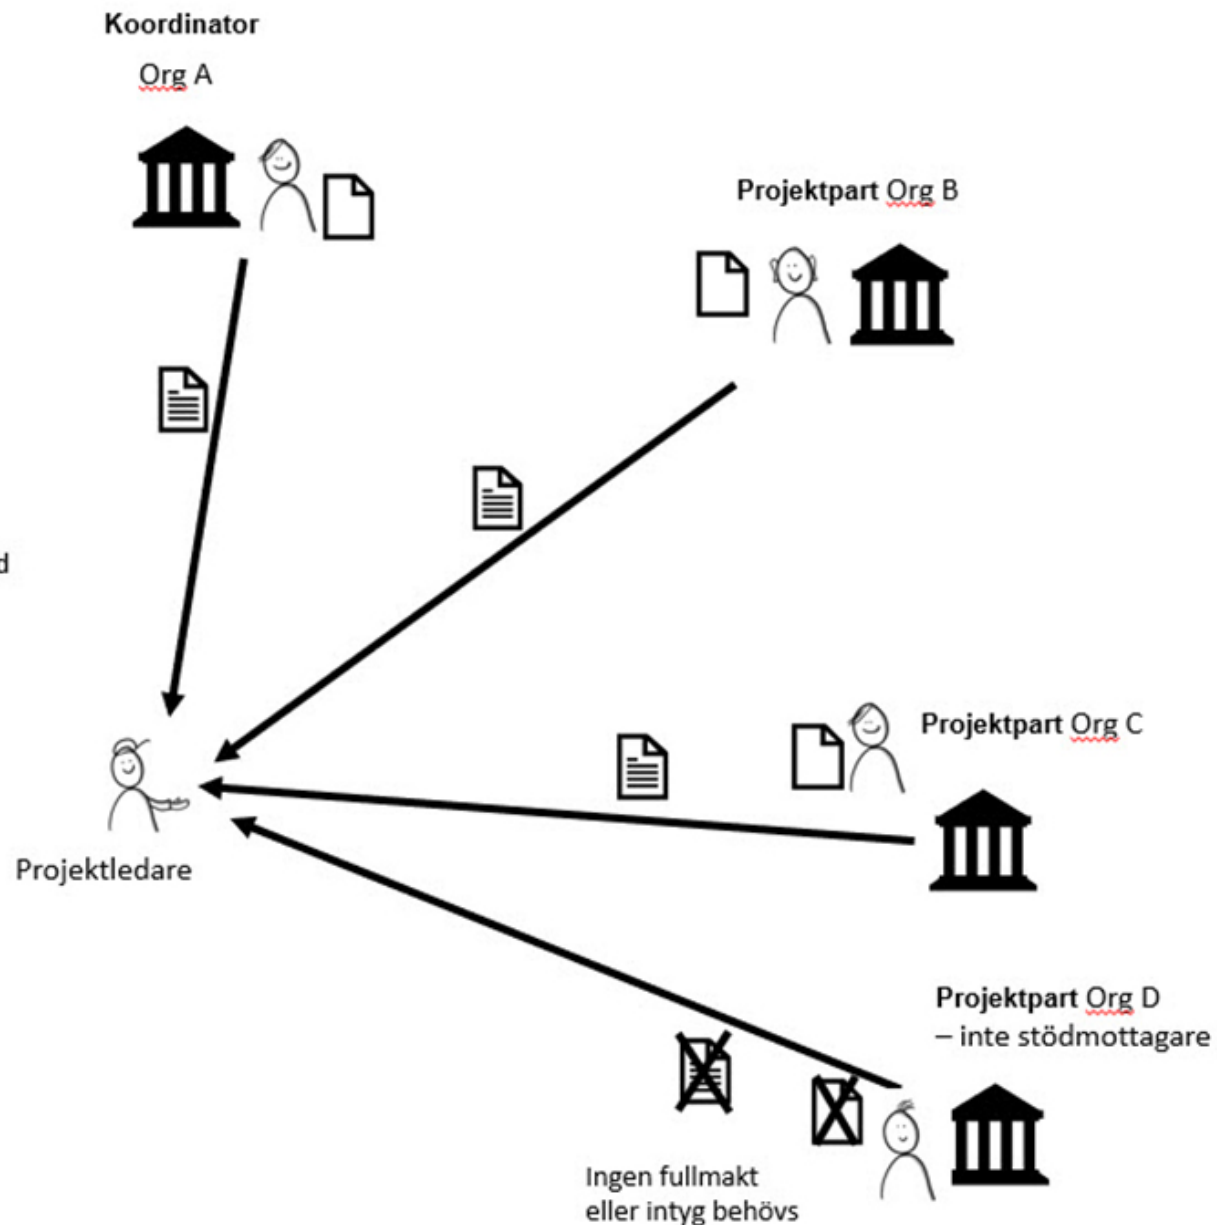 Koordinator
Org A
Projektpart Org B
d
Projektpart Org C
Projektledare
Projektpart Org D
– inte stödmottagare
Ingen fullmakt
eller intyg behövs